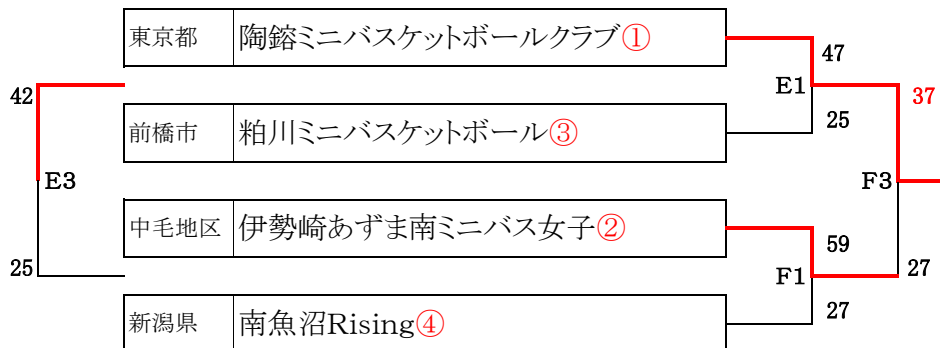 東京都 陶鎔ミニバスケットボールクラブ①
47
42
E1
37
前橋市 粕川ミニバスケットボール③
25
E3
F3
中毛地区 伊勢崎あずま南ミニバス女子②
59
25
F1
27
新潟県 南魚沼Rising④
27